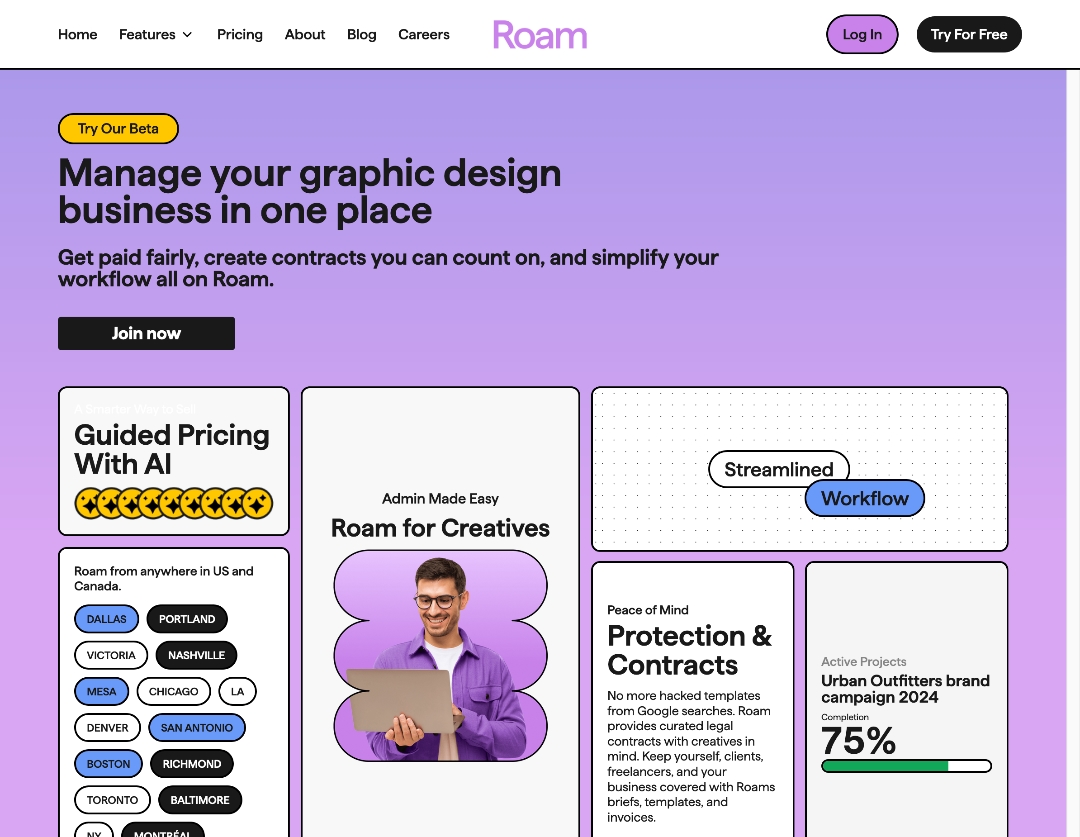 Home
Features
Pricing
About
Blog
Careers
Roam
Log In
Try For Free
Try Our Beta
Manage your graphic design
business in one place
Get paid fairly, create contracts you can count on, and simplify your
workflow all on Roam.
Join now
A Smarter Way to Sell
Guided Pricing
With AI
Roam from anywhere in US and
Canada.
DALLAS
PORTLAND
VICTORIA
NASHVILLE
MESA
CHICAGO
LA
DENVER
SAN ANTONIO
BOSTON
RICHMOND
TORONTO
BALTIMORE
NY
MONTRÉAL
Admin Made Easy
Roam for Creatives
Streamlined
Workflow
Peace of Mind
Protection &
Contracts
No more hacked templates
from Google searches. Roam
provides curated legal
contracts with creatives in
mind. Keep yourself, clients,
freelancers, and your
business covered with Roams
briefs, templates, and
invoices.
Active Projects
Urban Outfitters brand
campaign 2024
Completion
75%